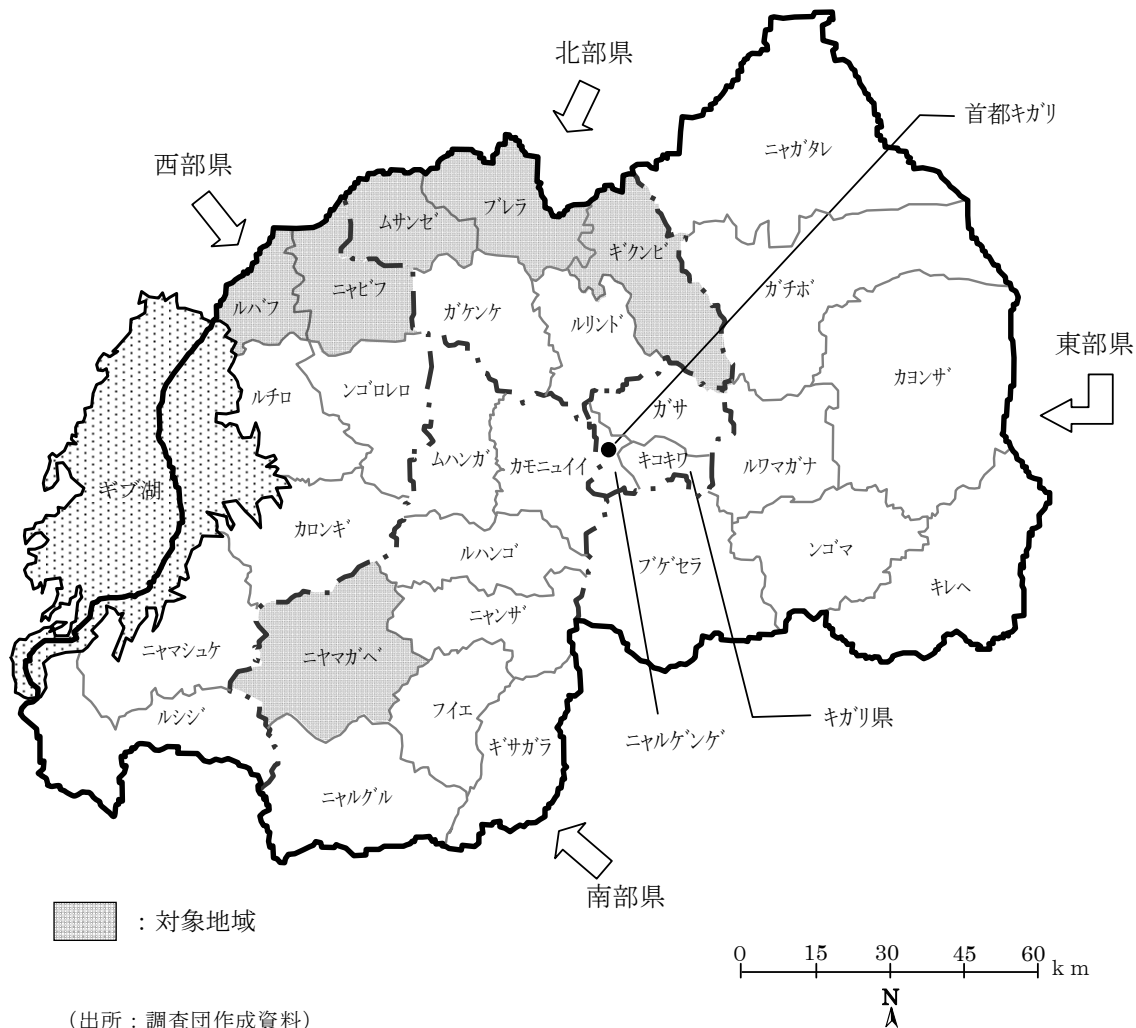 北部県
首都キガリ
ニャガタレ
西部県
ブレラ
ムサンゼ
ギクンビ
ニャビフ
ルバフ
ガケンケ
ルリンド
ガチボ
東部県
カヨンザ
ルチロ
ンゴロレロ
ガサ
ムハンガ
カモニュイイ
キコキワ
ルワマガナ
ギブ湖
カロンギ
ルハンゴ
ブゲセラ
ンゴマ
キレヘ
ニャンザ
ニャマシュケ
ニヤマガベ
ルシジ
フイエ
ギサガラ
ニャルゲンゲ
キガリ県
ニャルグル
南部県
：対象地域
0 15 30 45 60 km
N
（出所：調査団作成資料）